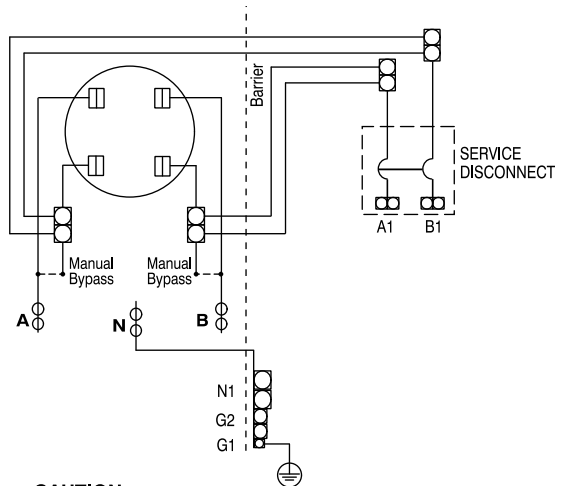 Barrier
SERVICE
DISCONNECT
A1 B1
Manual
Bypass
Manual
Bypass
A
N
B
N1
G2
G1
CAUTION